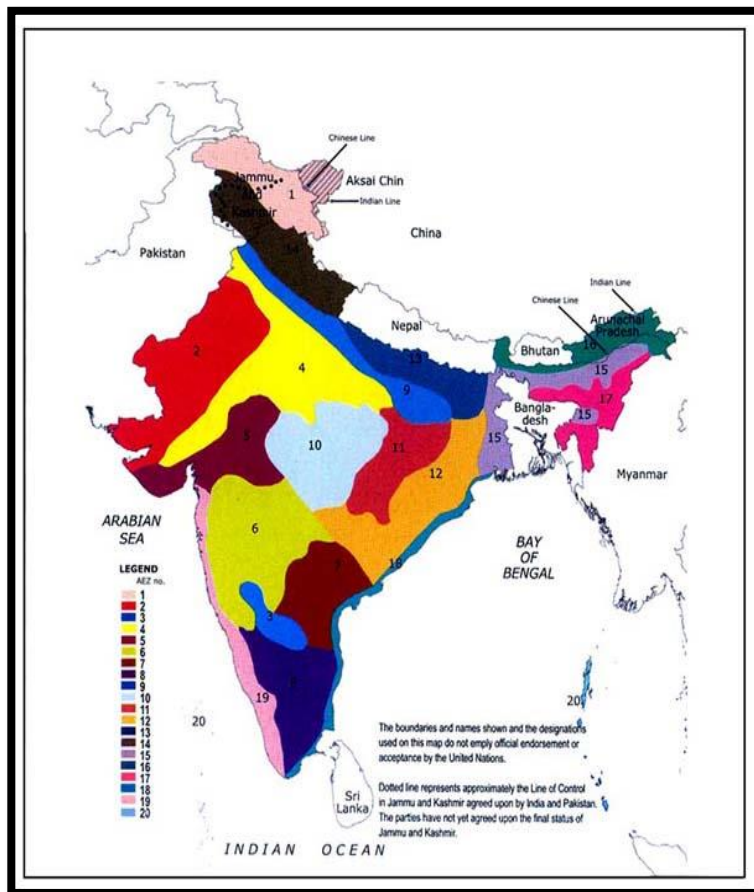 Chinese Line
Jammu
And
Kashmir
1
Aksai Chin
Indian Line
14
Pakistan
China
Indian Line
Chinese Line
Arunachal
Pradesh
Nepal
16
Bhutan
2
4
13
9
15
17
15
Bangla-
desh
15
5
10
11
12
Myanmar
ARABIAN
SEA
6
BAY
OF
BENGAL
18
7
3
8
19
20
20
LEGEND
AEZ no.
1
2
3
4
5
6
7
8
9
10
11
12
13
14
15
16
17
18
19
20
The boundaries and names shown and the designations
used on this map do not emply official endorsement or
acceptance by the United Nations.
Dotted line represents approximately the Line of Control
in Jammu and Kashmir agreed upon by India and Pakistan.
The parties have not yet agreed upon the final status of
Jammu and Kashmir.
Sri
Lanka
INDIAN OCEAN